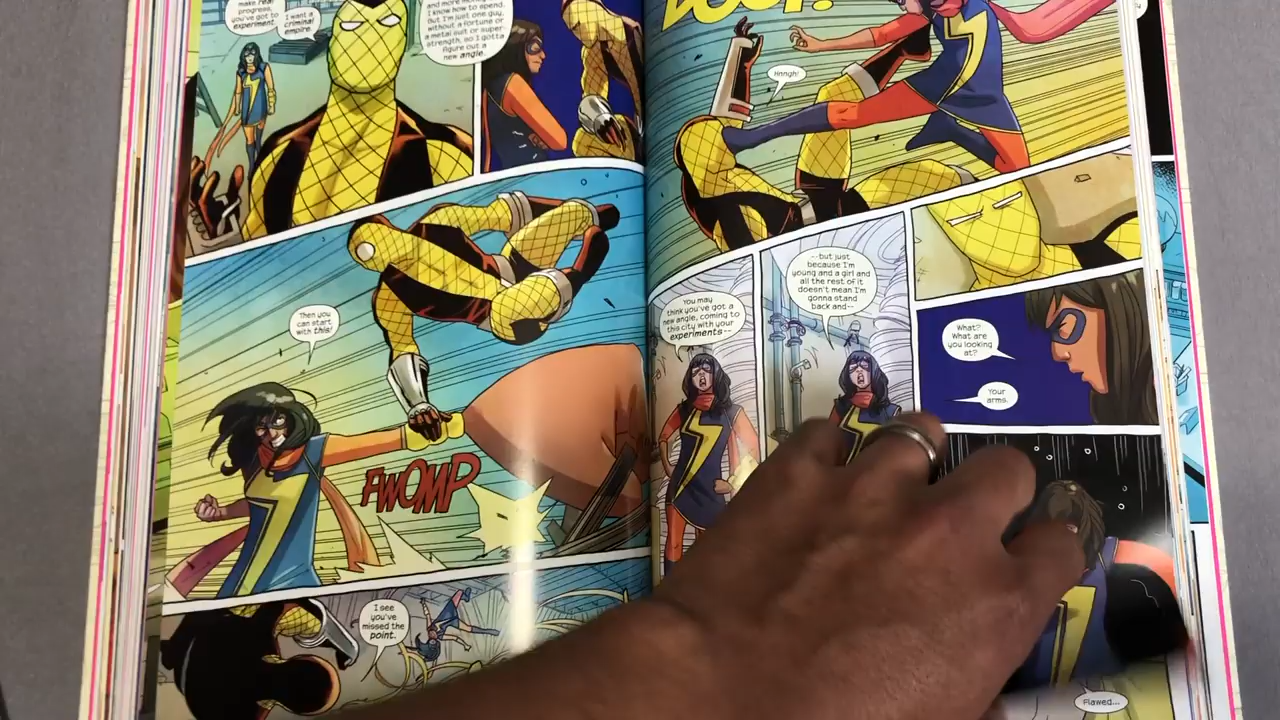 make real
progress,
you've got to
experiment.
I want a
criminal
empire.
and more money
I know how to spend.
But I'm just one guy,
without a fortune or
a metal suit or super-
strength, so I gotta
figure out a
new angle.
Then you
can start
with this!
FWOMP
I see
you've
missed the
point.
Hnngh!
You may
think you've got a
new angle, coming to
this city with your
experiments--
--but just
because I'm
young and a girl and
all the rest of it
doesn't mean I'm
gonna stand
back and--
What?
What are
you looking
at?
Your
arms.
Flawed...